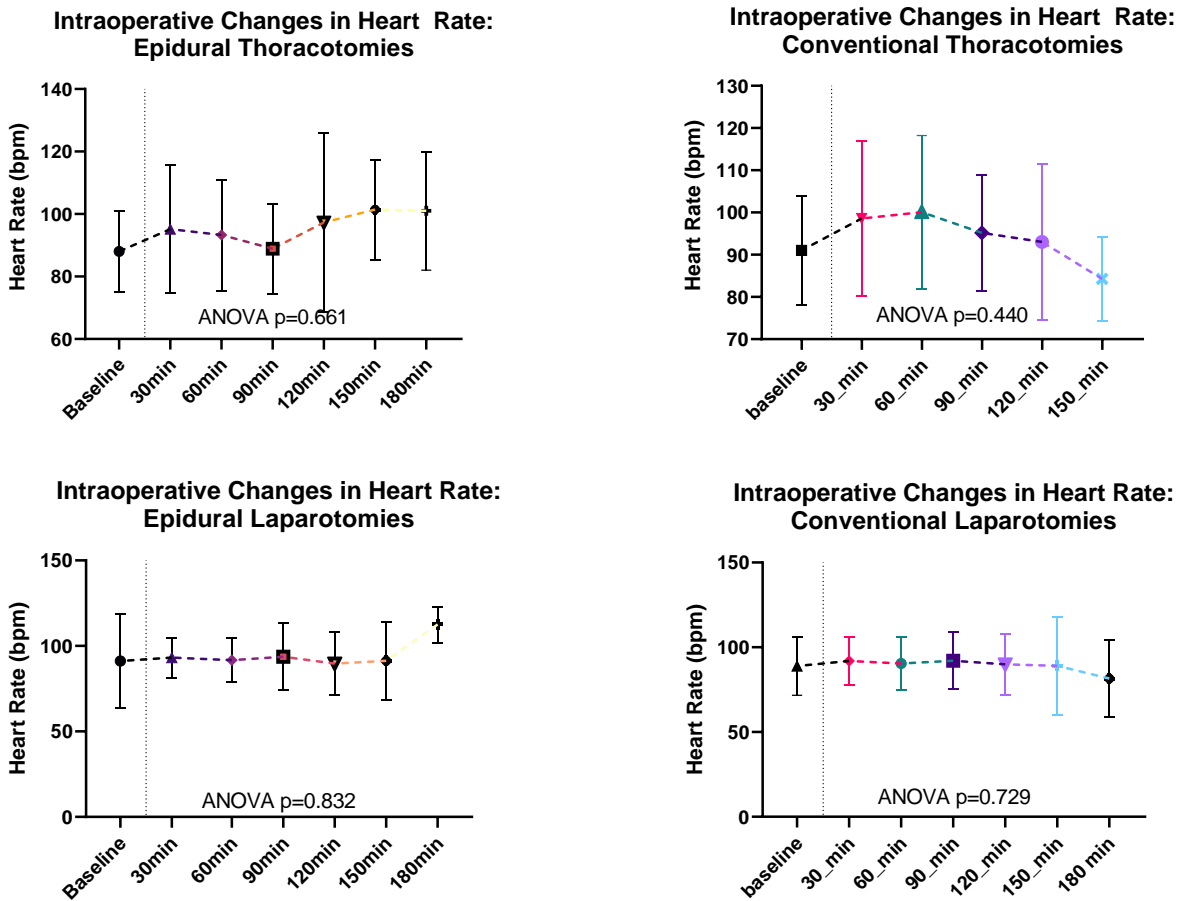 Intraoperative Changes in Heart  Rate:
Epidural Thoracotomies
140
120
100
80
60
Heart Rate (bpm)
ANOVA p=0.661
Baseline
30min
60min
90min
120min
150min
180min
Intraoperative Changes in Heart  Rate:
Conventional Thoracotomies
130
120
110
100
90
80
70
Heart Rate (bpm)
ANOVA p=0.440
baseline
30_min
60_min
90_min
120_min
150_min
Intraoperative Changes in Heart Rate:
Epidural Laparotomies
150
100
50
0
Heart Rate (bpm)
ANOVA p=0.832
Baseline
30min
60min
90min
120min
150min
180min
Intraoperative Changes in Heart Rate:
Conventional Laparotomies
150
100
50
0
Heart Rate (bpm)
ANOVA p=0.729
baseline
30_min
60_min
90_min
120_min
150_min
180 min